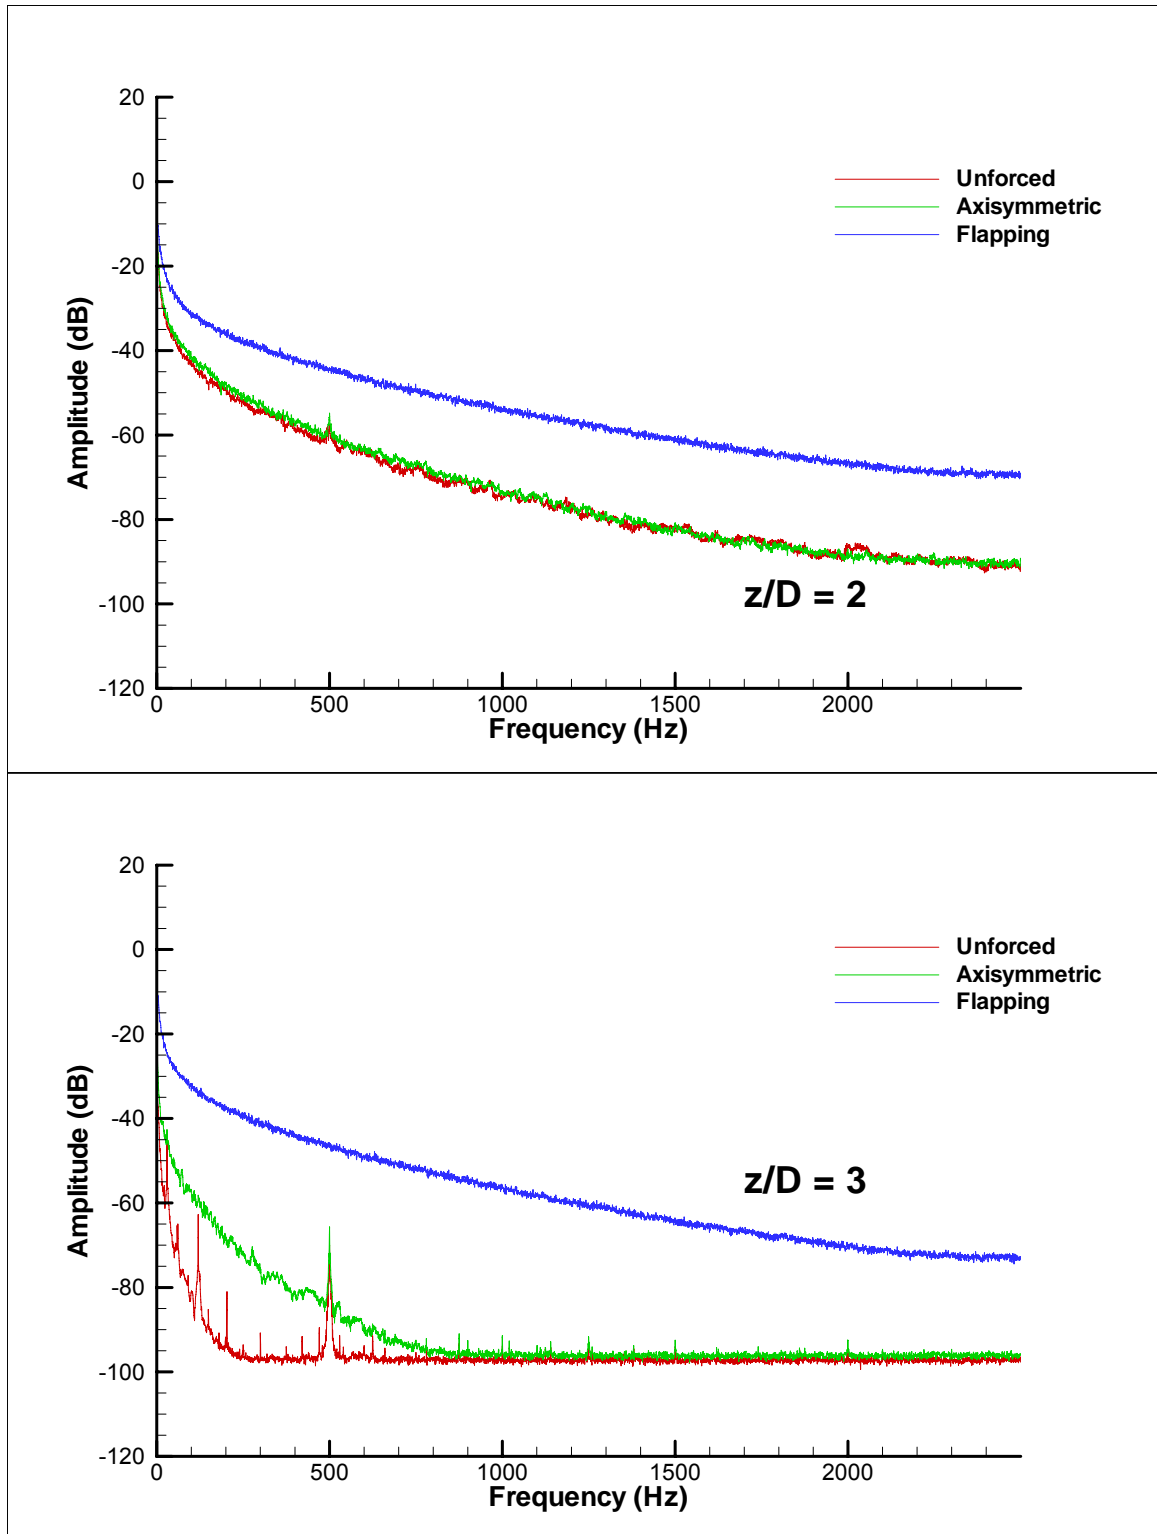 20
0
-20
-40
-60
-80
-100
-120
Amplitude (dB)
Unforced
Axisymmetric
Flapping
z/D = 2
0 500 1000 1500 2000
Frequency (Hz)
20
0
-20
-40
-60
-80
-100
-120
Amplitude (dB)
Unforced
Axisymmetric
Flapping
z/D = 3
0 500 1000 1500 2000
Frequency (Hz)